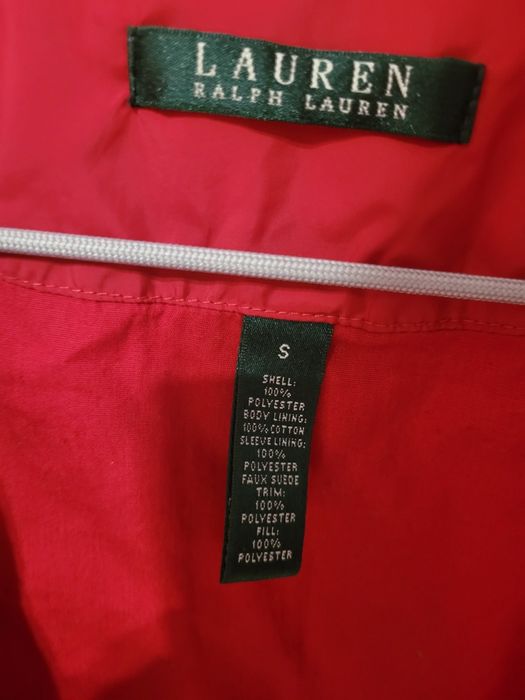 LAUREN
RALPH LAUREN
S
SHELL:
100%
POLYESTER
BODY LINING:
100% COTTON
SLEEVE LINING:
100%
POLYESTER
FAUX SUEDE
TRIM:
100%
POLYESTER
FILL:
100%
POLYESTER